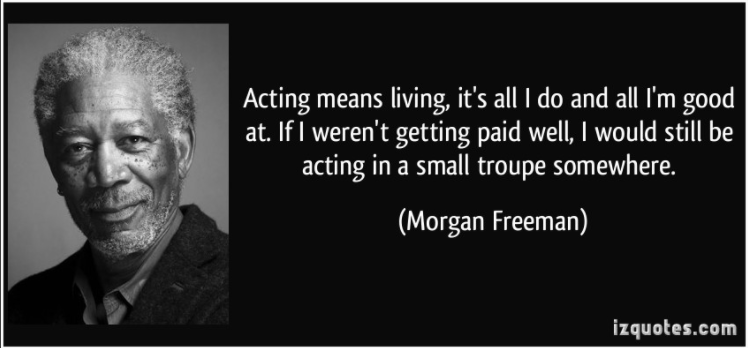 Acting means living, it's all I do and all I'm good
at. If I weren't getting paid well, I would still be
acting in a small troupe somewhere.
(Morgan Freeman)
izquotes.com